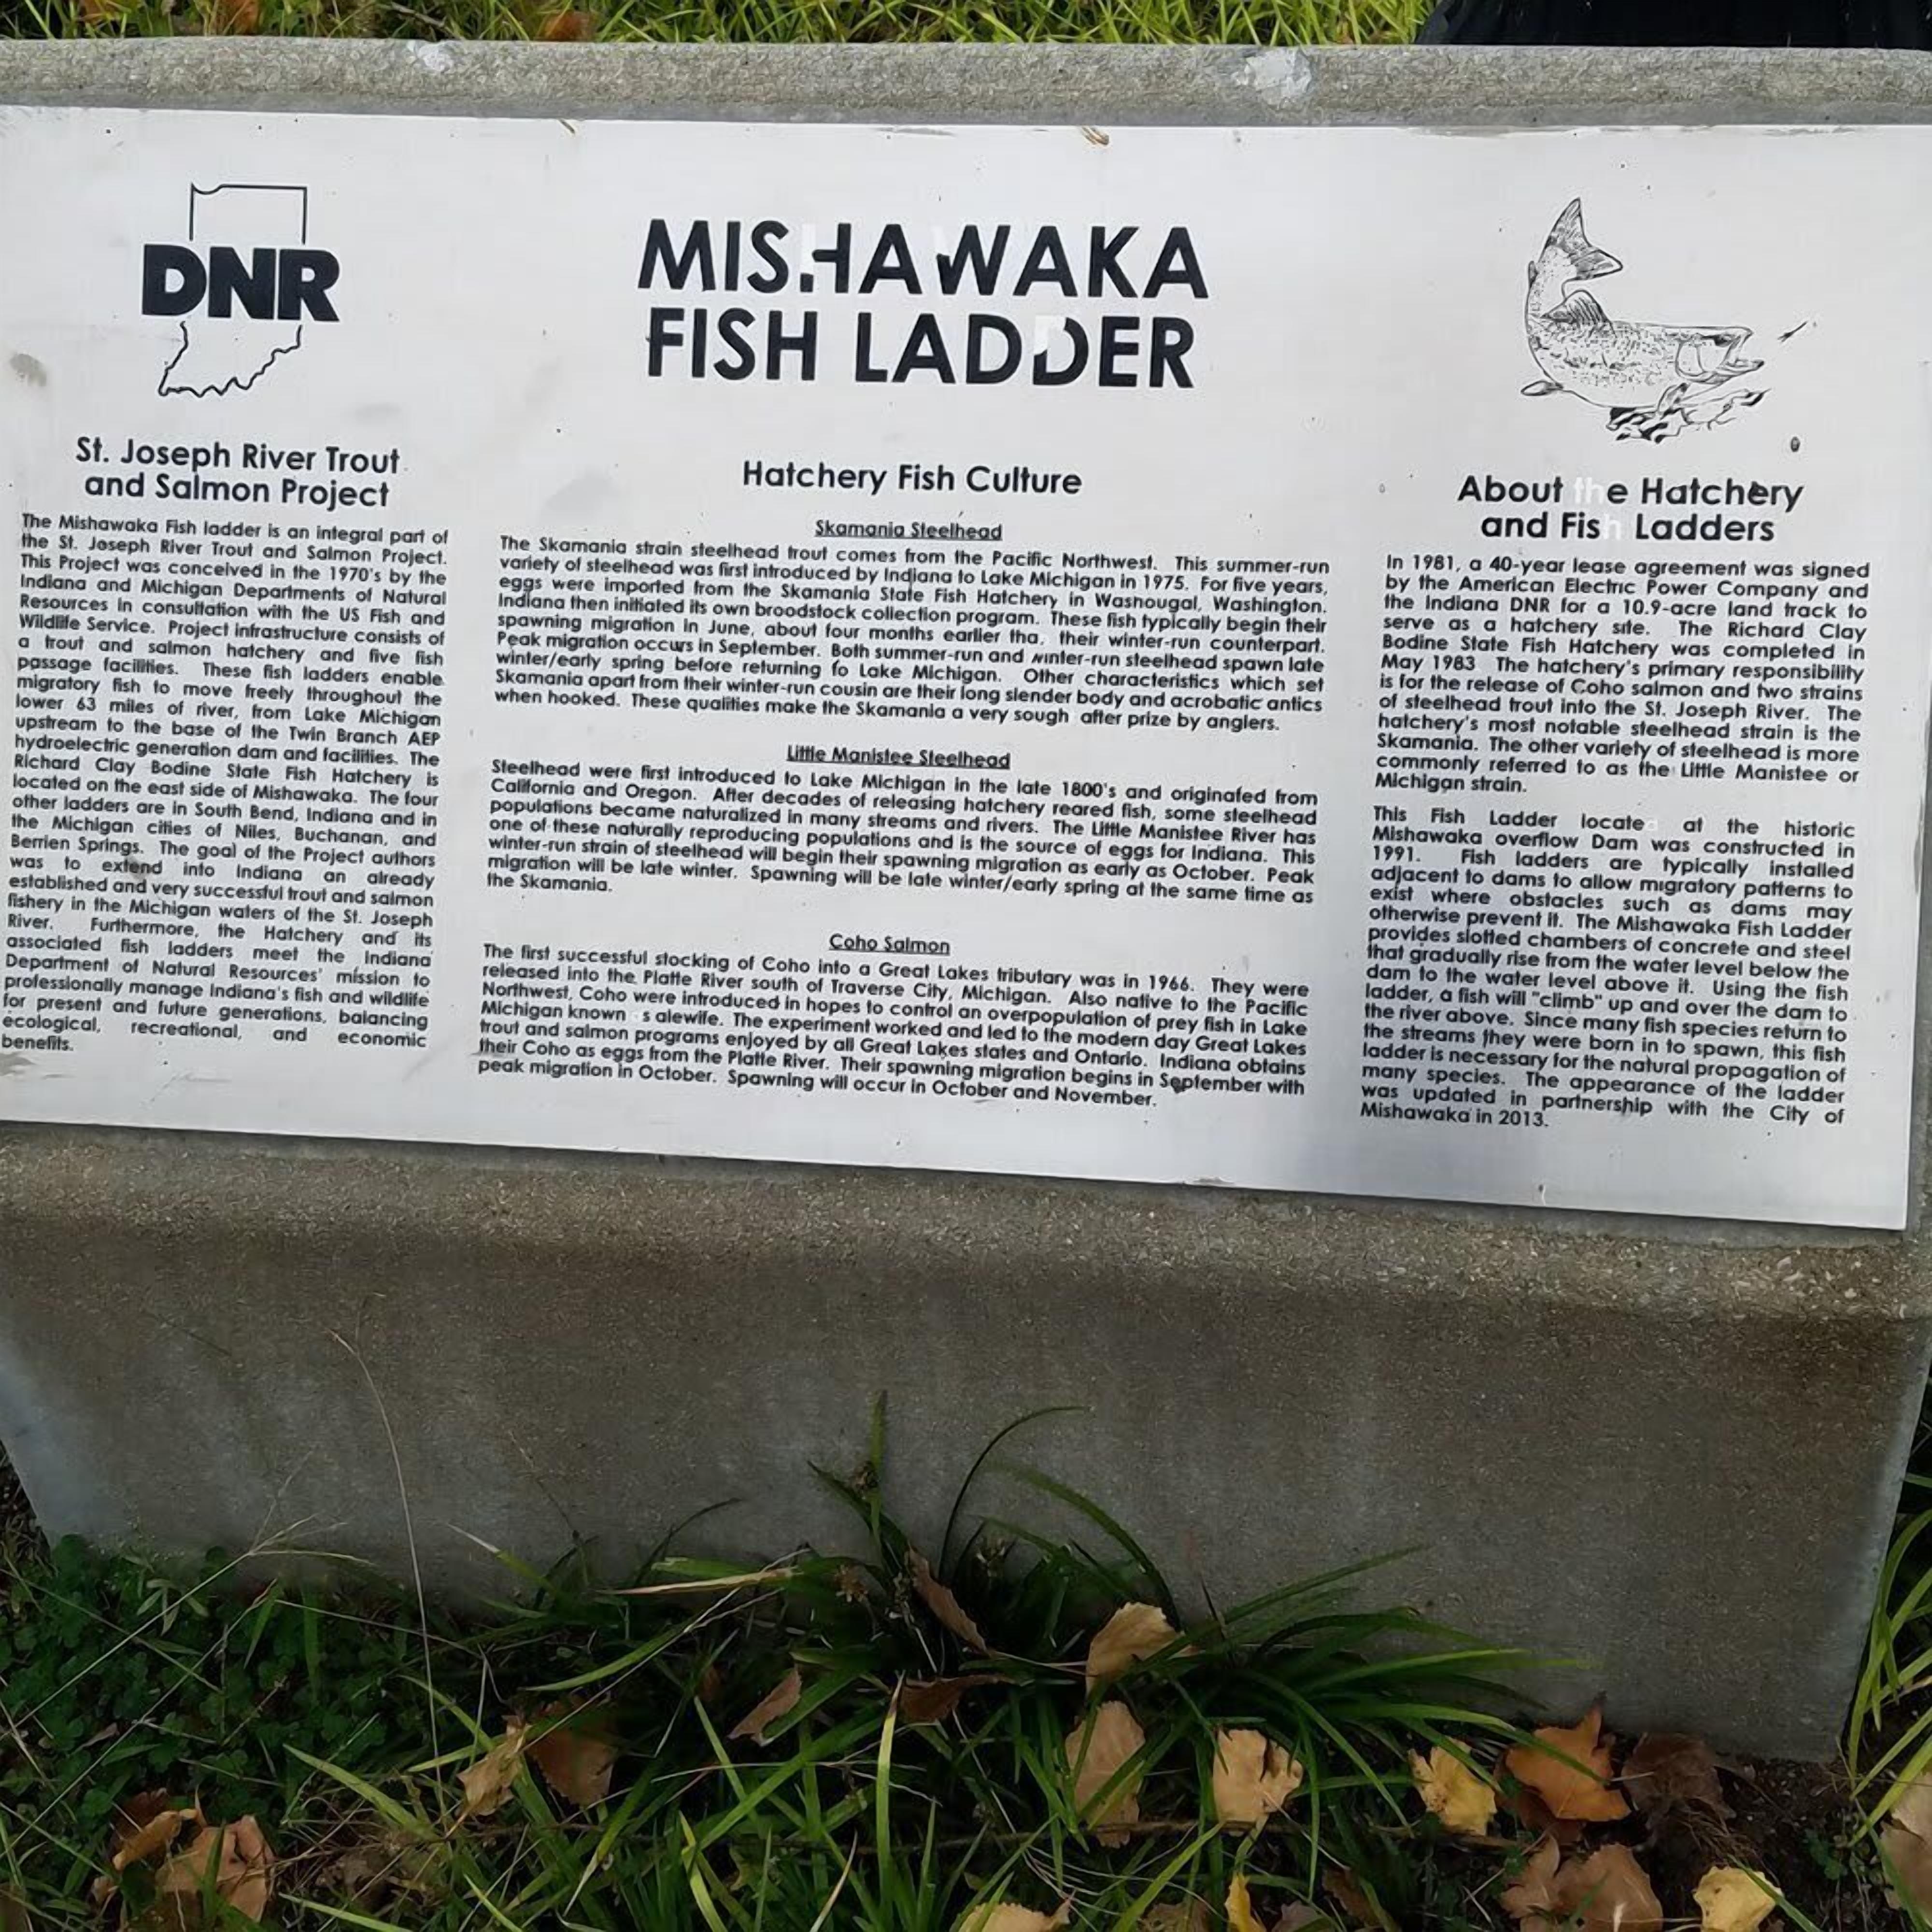 DNR
MISHAWAKA
FISH LADDER
St. Joseph River Trout
and Salmon Project
The Mishawaka Fish ladder is an integral part of
the St. Joseph River Trout and Salmon Project.
This Project was conceived in the 1970's by the
Indiana and Michigan Departments of Natural
Resources in consultation with the US Fish and
Wildlife Service. Project infrastructure consists of
a trout and salmon hatchery and five fish
passage facilities. These fish ladders enable
migratory fish to move freely throughout the
lower 63 miles of river, from Lake Michigan
upstream to the base of the Twin Branch AEP
hydroelectric generation dam and facilities. The
Richard Clay Bodine State Fish Hatchery is
located on the east side of Mishawaka. The four
other ladders are in South Bend, Indiana and in
the Michigan cities of Niles, Buchanan, and
Berrien Springs. The goal of the Project authors
was to extend into Indiana an already
established and very successful trout and salmon
fishery in the Michigan waters of the St. Joseph
River. Furthermore, the Hatchery and its
associated fish ladders meet the Indiana
Department of Natural Resources' mission to
professionally manage Indiana's fish and wildlife
for present and future generations, balancing
ecological, recreational, and economic
benefits.
Hatchery Fish Culture
Skamania Steelhead
The Skamania strain steelhead trout comes from the Pacific Northwest. This summer-run
variety of steelhead was first introduced by Indiana to Lake Michigan in 1975. For five years,
eggs were imported from the Skamania State Fish Hatchery in Washougal, Washington.
Indiana then initiated its own broodstock collection program. These fish typically begin their
spawning migration in June, about four months earlier tha. their winter-run counterpart.
Peak migration occurs in September. Both summer-run and winter-run steelhead spawn late
winter/early spring before returning to Lake Michigan. Other characteristics which set
Skamania apart from their winter-run cousin are their long slender body and acrobatic antics
when hooked. These qualities make the Skamania a very sough after prize by anglers.
Little Manistee Steelhead
Steelhead were first introduced to Lake Michigan in the late 1800's and originated from
California and Oregon. After decades of releasing hatchery reared fish, some steelhead
populations became naturalized in many streams and rivers. The Little Manistee River has
one of these naturally reproducing populations and is the source of eggs for Indiana. This
winter-run strain of steelhead will begin their spawning migration as early as October. Peak
migration will be late winter. Spawning will be late winter/early spring at the same time as
the Skamania.
Coho Salmon
The first successful stocking of Coho into a Great Lakes tributary was in 1966. They were
released into the Platte River south of Traverse City, Michigan. Also native to the Pacific
Northwest, Coho were introduced in hopes to control an overpopulation of prey fish in Lake
Michigan known s alewife. The experiment worked and led to the modern day Great Lakes
trout and salmon programs enjoyed by all Great Lakes states and Ontario. Indiana obtains
their Coho as eggs from the Platte River. Their spawning migration begins in September with
peak migration in October. Spawning will occur in October and November.
About the Hatchery
and Fish Ladders
In 1981, a 40-year lease agreement was signed
by the American Electric Power Company and
the Indiana DNR for a 10.9-acre land track to
serve as a hatchery site. The Richard Clay
Bodine State Fish Hatchery was completed in
May 1983 The hatchery's primary responsibility
is for the release of Coho salmon and two strains
of steelhead trout into the St. Joseph River. The
hatchery's most notable steelhead strain is the
Skamania. The other variety of steelhead is more
commonly referred to as the Little Manistee or
Michigan strain.
This Fish Ladder locate at the historic
Mishawaka overflow Dam was constructed in
1991. Fish ladders are typically installed
adjacent to dams to allow migratory patterns to
exist where obstacles such as dams may
otherwise prevent it. The Mishawaka Fish Ladder
provides slotted chambers of concrete and steel
that gradually rise from the water level below the
dam to the water level above it. Using the fish
ladder, a fish will "climb" up and over the dam to
the river above. Since many fish species return to
the streams they were born in to spawn, this fish
ladder is necessary for the natural propagation of
many species. The appearance of the ladder
was updated in partnership with the City of
Mishawaka in 2013.